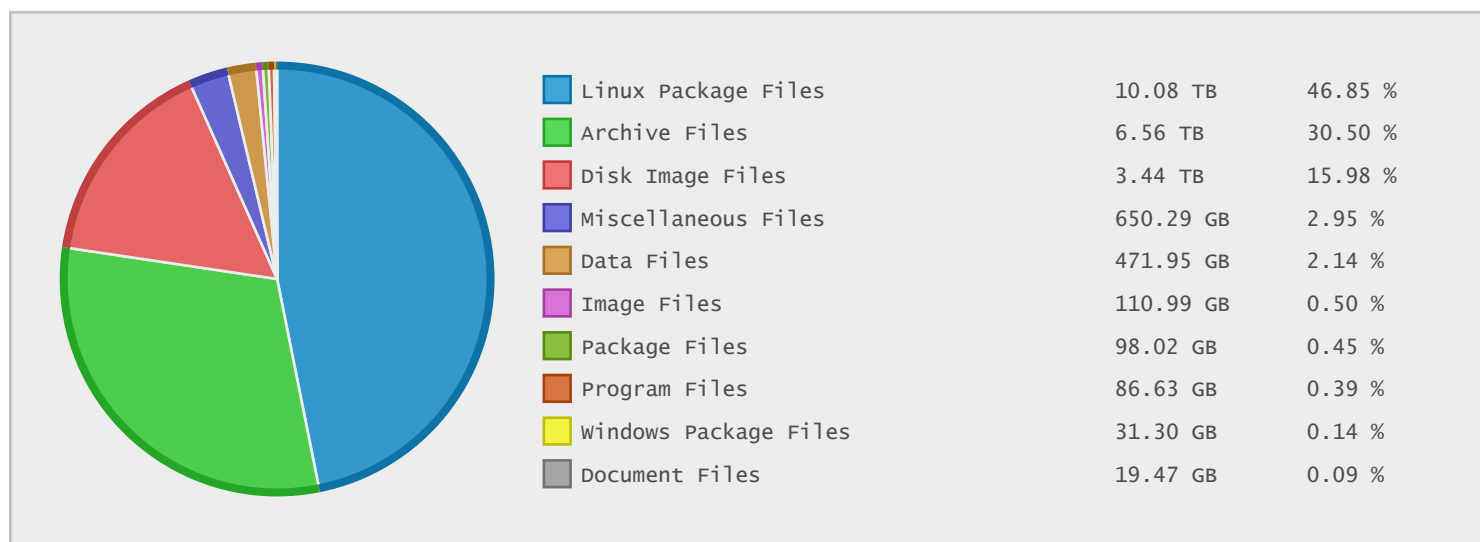 Linux Package Files 10.08 TB 46.85 %
Archive Files 6.56 TB 30.50 %
Disk Image Files 3.44 TB 15.98 %
Miscellaneous Files 650.29 GB 2.95 %
Data Files 471.95 GB 2.14 %
Image Files 110.99 GB 0.50 %
Package Files 98.02 GB 0.45 %
Program Files 86.63 GB 0.39 %
Windows Package Files 31.30 GB 0.14 %
Document Files 19.47 GB 0.09 %